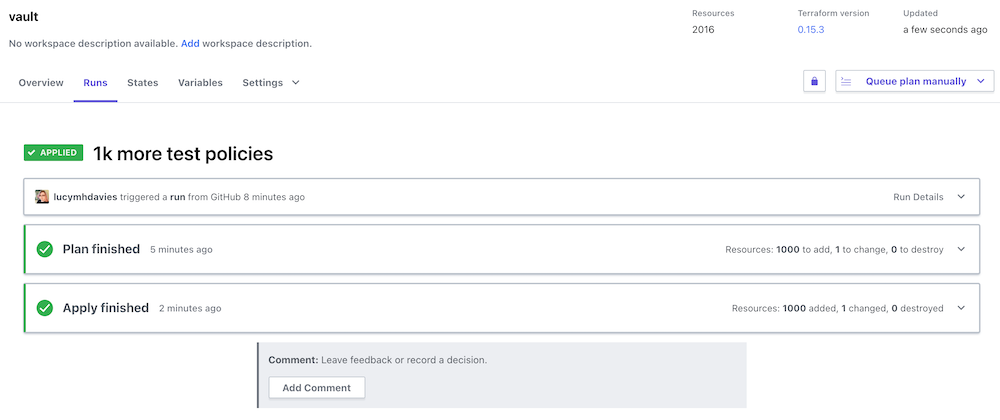 vault
Resources Terraform version Updated
2016 0.15.3 a few seconds ago
No workspace description available. Add workspace description.
Overview Runs States Variables Settings Queue plan manually
APPLIED 1k more test policies
lucymhdavies triggered a run from GitHub 8 minutes ago Run Details
Plan finished 5 minutes ago Resources: 1000 to add, 1 to change, 0 to destroy
Apply finished 2 minutes ago Resources: 1000 added, 1 changed, 0 destroyed
Comment: Leave feedback or record a decision.
Add Comment